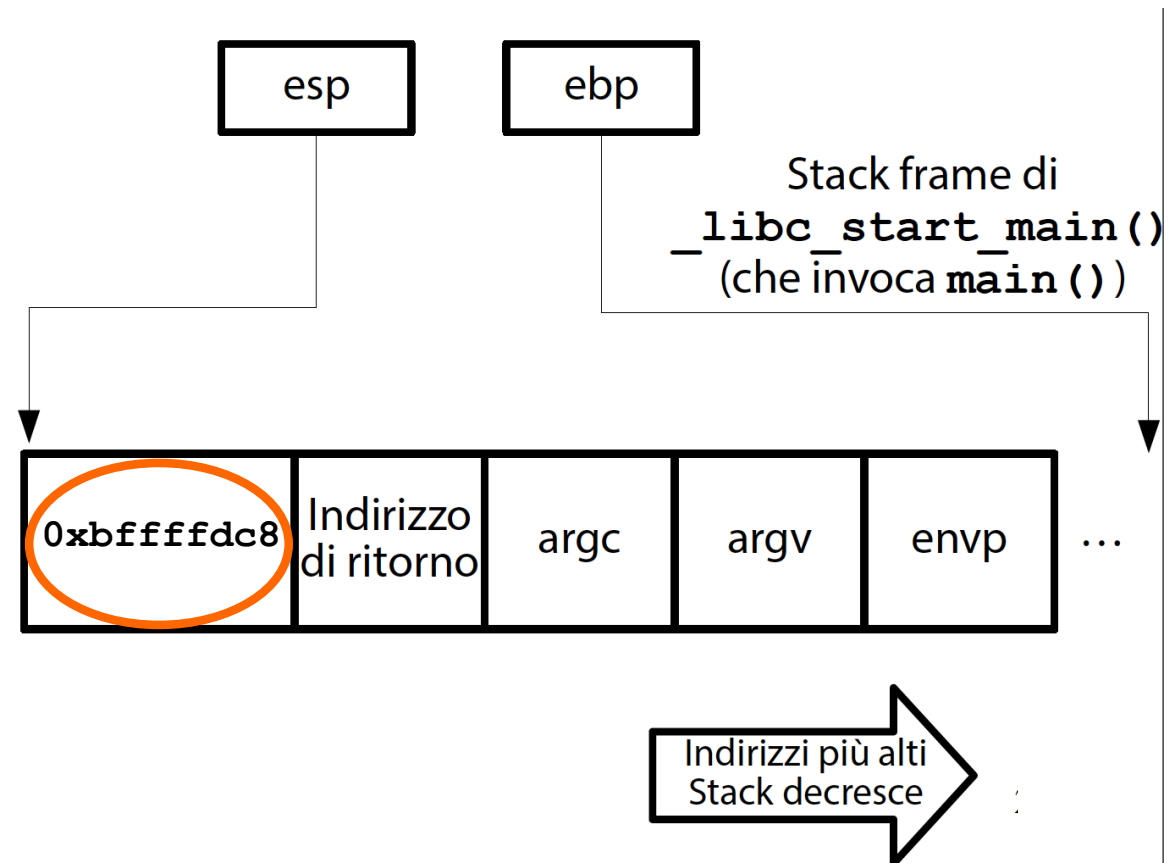 esp
ebp
Stack frame di
_libc_start_main()
(che invoca main())
0xbffffdc8
Indirizzo
di ritorno
argc
argv
envp
...
Indirizzi più alti
Stack decresce